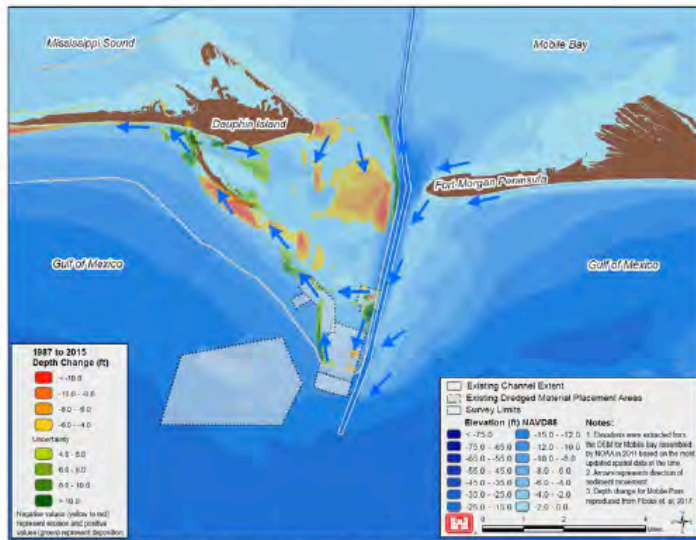 Mississippi Sound
Mobile Bay
Dauphin Island
Fort Morgan Peninsula
Gulf of Mexico
Gulf of Mexico
1987 to 2015
Depth Change (ft)
< -10.0
-8.0 - -6.0
-6.0 - -4.0
Uncertainty
4.0 - 6.0
6.0 - 8.0
8.0 - 10.0
> 10.0
Negative values (yellow to red)
represent erosion and positive
values (green) represent deposition
Existing Channel Extent
Existing Dredged Material Placement Areas
Survey Limits
Elevation (ft) NAVD88
< -75.0
-75.0 - -65.0
-65.0 - -55.0
-55.0 - -45.0
-45.0 - -35.0
-35.0 - -25.0
-25.0 - -15.0
-15.0 - -12.0
-12.0 - -10.0
-10.0 - -8.0
-8.0 - -6.0
-6.0 - -4.0
-4.0 - -2.0
-2.0 - 0.0
Notes:
1. Elevations were extracted from
the DEM for Mobile Bay assembled
by NOAA in 2011 based on the most
updated spatial data at the time.
2. Arrows represents direction of
sediment movement.
3. Depth change for Mobile Pass
reproduced from et. al, 2017
0 1 2 4
Miles